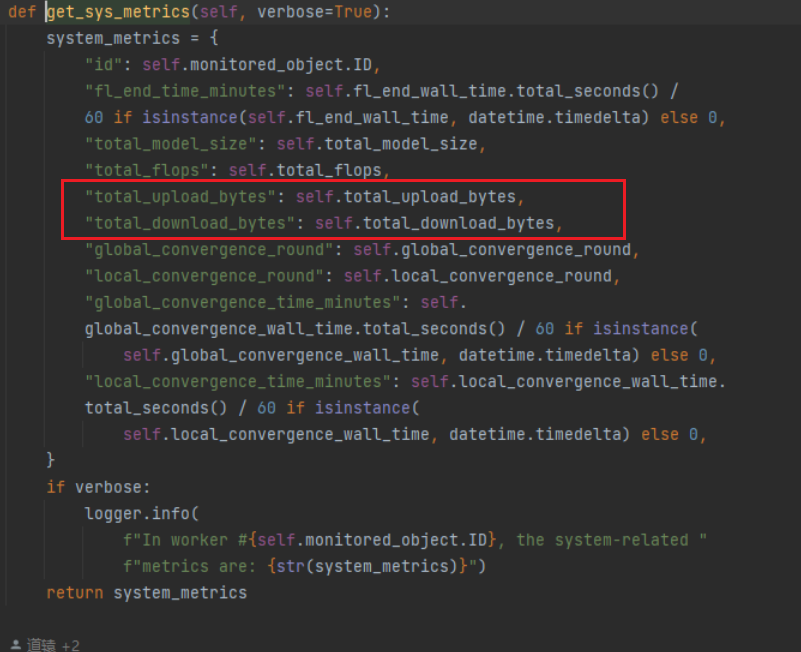 def get_sys_metrics(self, verbose=True):
system_metrics = {
"id": self.monitored_object.ID,
"fl_end_time_minutes": self.fl_end_wall_time.total_seconds() /
60 if isinstance(self.fl_end_wall_time, datetime.timedelta) else 0,
"total_model_size": self.total_model_size,
"total_flops": self.total_flops,
"total_upload_bytes": self.total_upload_bytes,
"total_download_bytes": self.total_download_bytes,
"global_convergence_round": self.global_convergence_round,
"local_convergence_round": self.local_convergence_round,
"global_convergence_time_minutes": self.
global_convergence_wall_time.total_seconds() / 60 if isinstance(
self.global_convergence_wall_time, datetime.timedelta) else 0,
"local_convergence_time_minutes": self.local_convergence_wall_time.
total_seconds() / 60 if isinstance(
self.local_convergence_wall_time, datetime.timedelta) else 0,
}
if verbose:
logger.info(
f"In worker #{self.monitored_object.ID}, the system-related "
f"metrics are: {str(system_metrics)}")
return system_metrics
道辕 +2